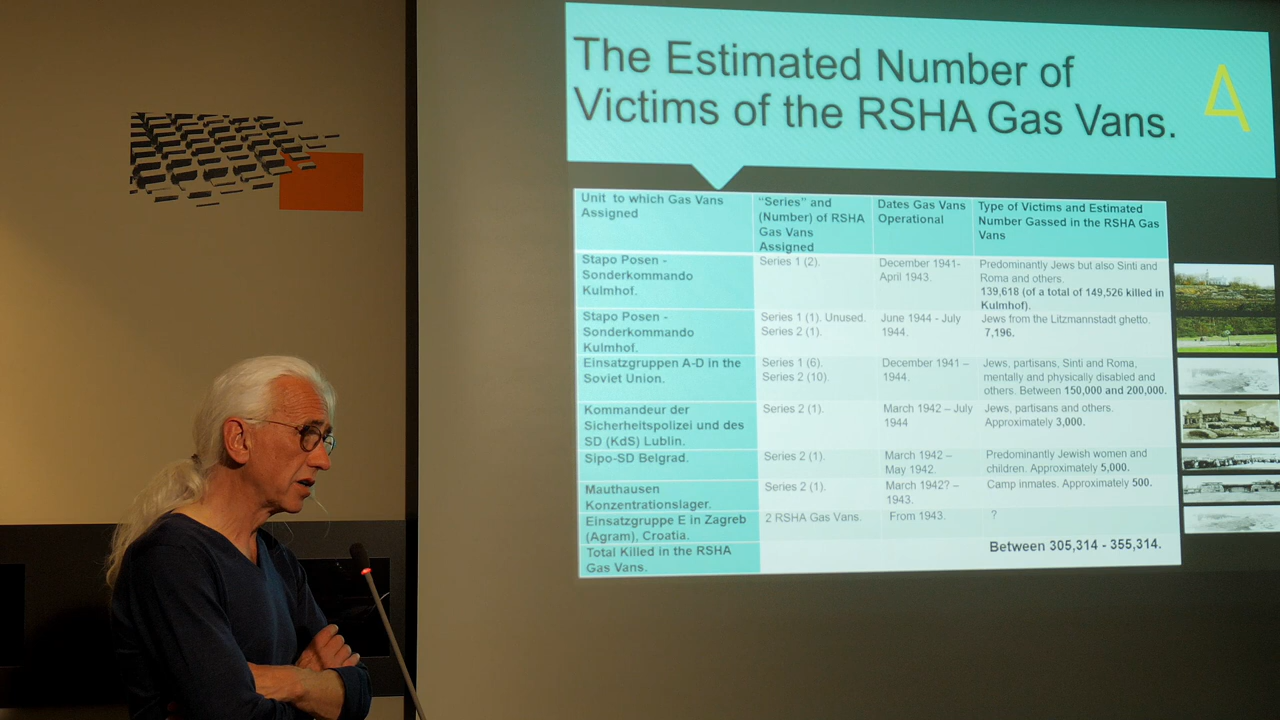 The Estimated Number of
Victims of the RSHA Gas Vans.
Unit to which Gas Vans
Assigned
"Series" and
(Number) of RSHA
Gas Vans
Assigned
Dates Gas Vans
Operational
Type of Victims and Estimated
Number Gassed in the RSHA Gas
Vans
Stapo Posen -
Sonderkommando
Kulmhof.
Series 1 (2).
December 1941-
April 1943.
Predominantly Jews but also Sinti and
Roma and others.
139,618 (of a total of 149,526 killed in
Kulmhof).
Stapo Posen -
Sonderkommando
Kulmhof.
Series 1 (1). Unused.
Series 2 (1).
June 1944 - July
1944.
Jews from the Litzmannstadt ghetto.
7,196.
Einsatzgruppen A-D in the
Soviet Union.
Series 1 (6).
Series 2 (10).
December 1941 –
1944.
Jews, partisans, Sinti and Roma,
mentally and physically disabled and
others. Between 150,000 and 200,000.
Kommandeur der
Sicherheitspolizei und des
SD (KdS) Lublin.
Series 2 (1).
March 1942 – July
1944
Jews, partisans and others.
Approximately 3,000.
Sipo-SD Belgrad.
Series 2 (1).
March 1942 –
May 1942.
Predominantly Jewish women and
children. Approximately 5,000.
Mauthausen
Konzentrationslager.
Series 2 (1).
March 1942? –
1943.
Camp inmates. Approximately 500.
Einsatzgruppe E in Zagreb
(Agram), Croatia.
2 RSHA Gas Vans.
From 1943.
?
Total Killed in the RSHA
Gas Vans.
Between 305,314 - 355,314.